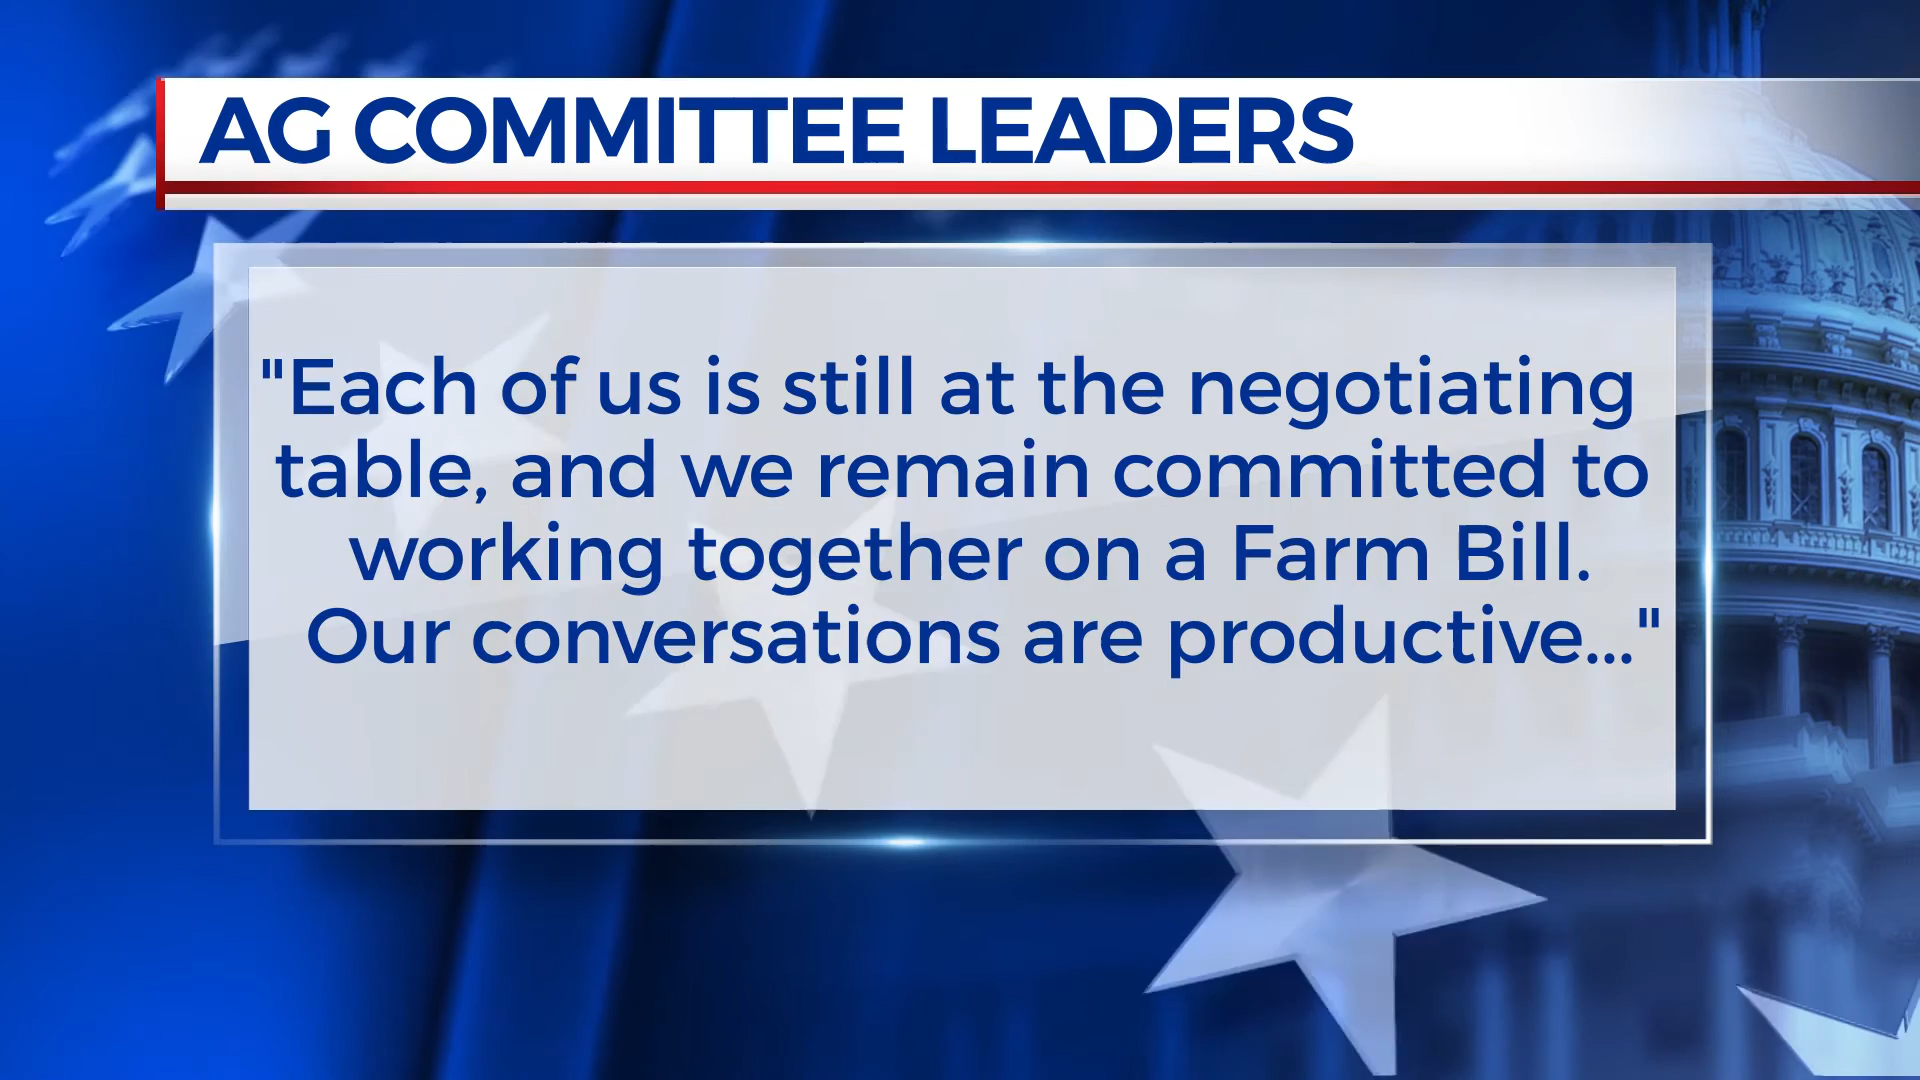 AG COMMITTEE LEADERS
"Each of us is still at the negotiating
table, and we remain committed to
working together on a Farm Bill.
Our conversations are productive..."